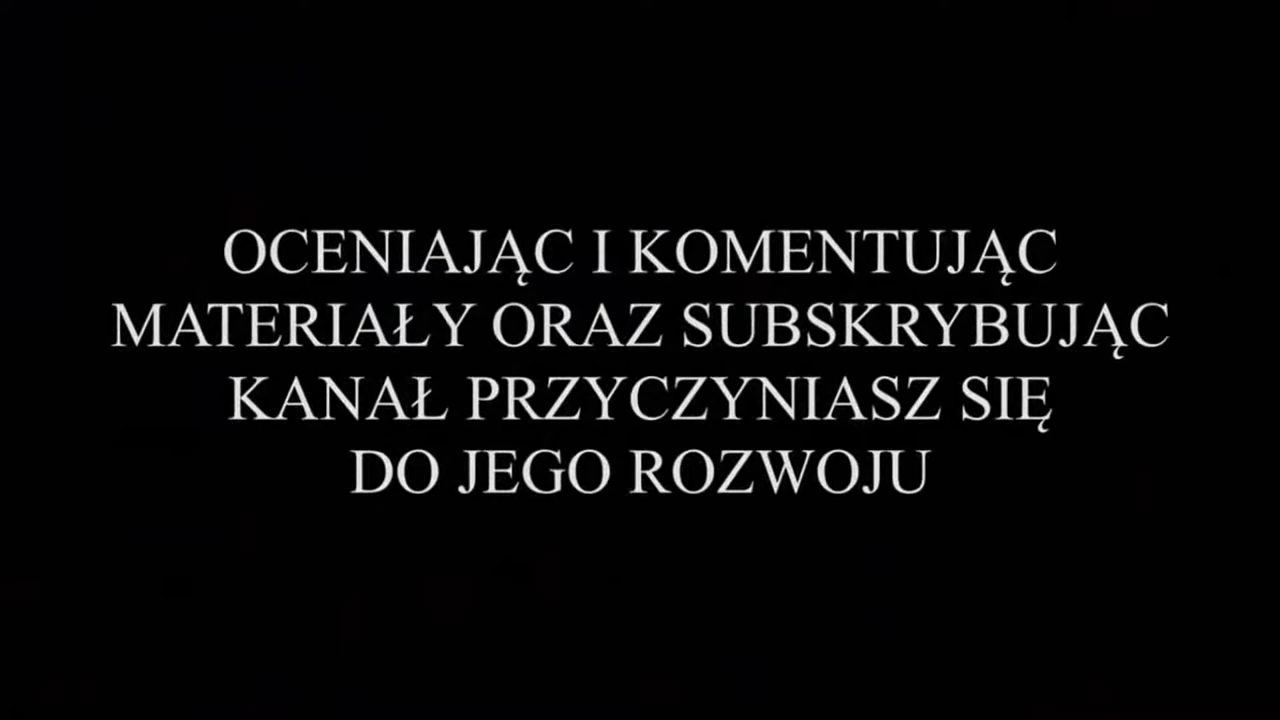 OCENIAJĄC I KOMENTUJĄC
MATERIAŁY ORAZ SUBSKRYBUJĄC
KANAŁ PRZYCZYNIASZ SIĘ
DO JEGO ROZWOJU